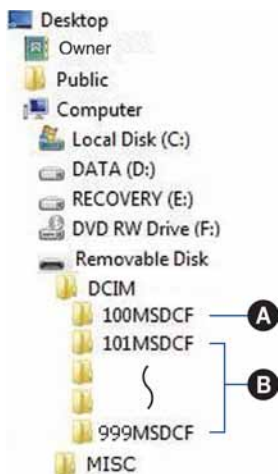 Desktop
Owner
Public
Computer
Local Disk (C:)
DATA (D:)
RECOVERY (E:)
DVD RW Drive (F:)
Removable Disk
DCIM
100MSDCF A
101MSDCF
B
999MSDCF
MISC